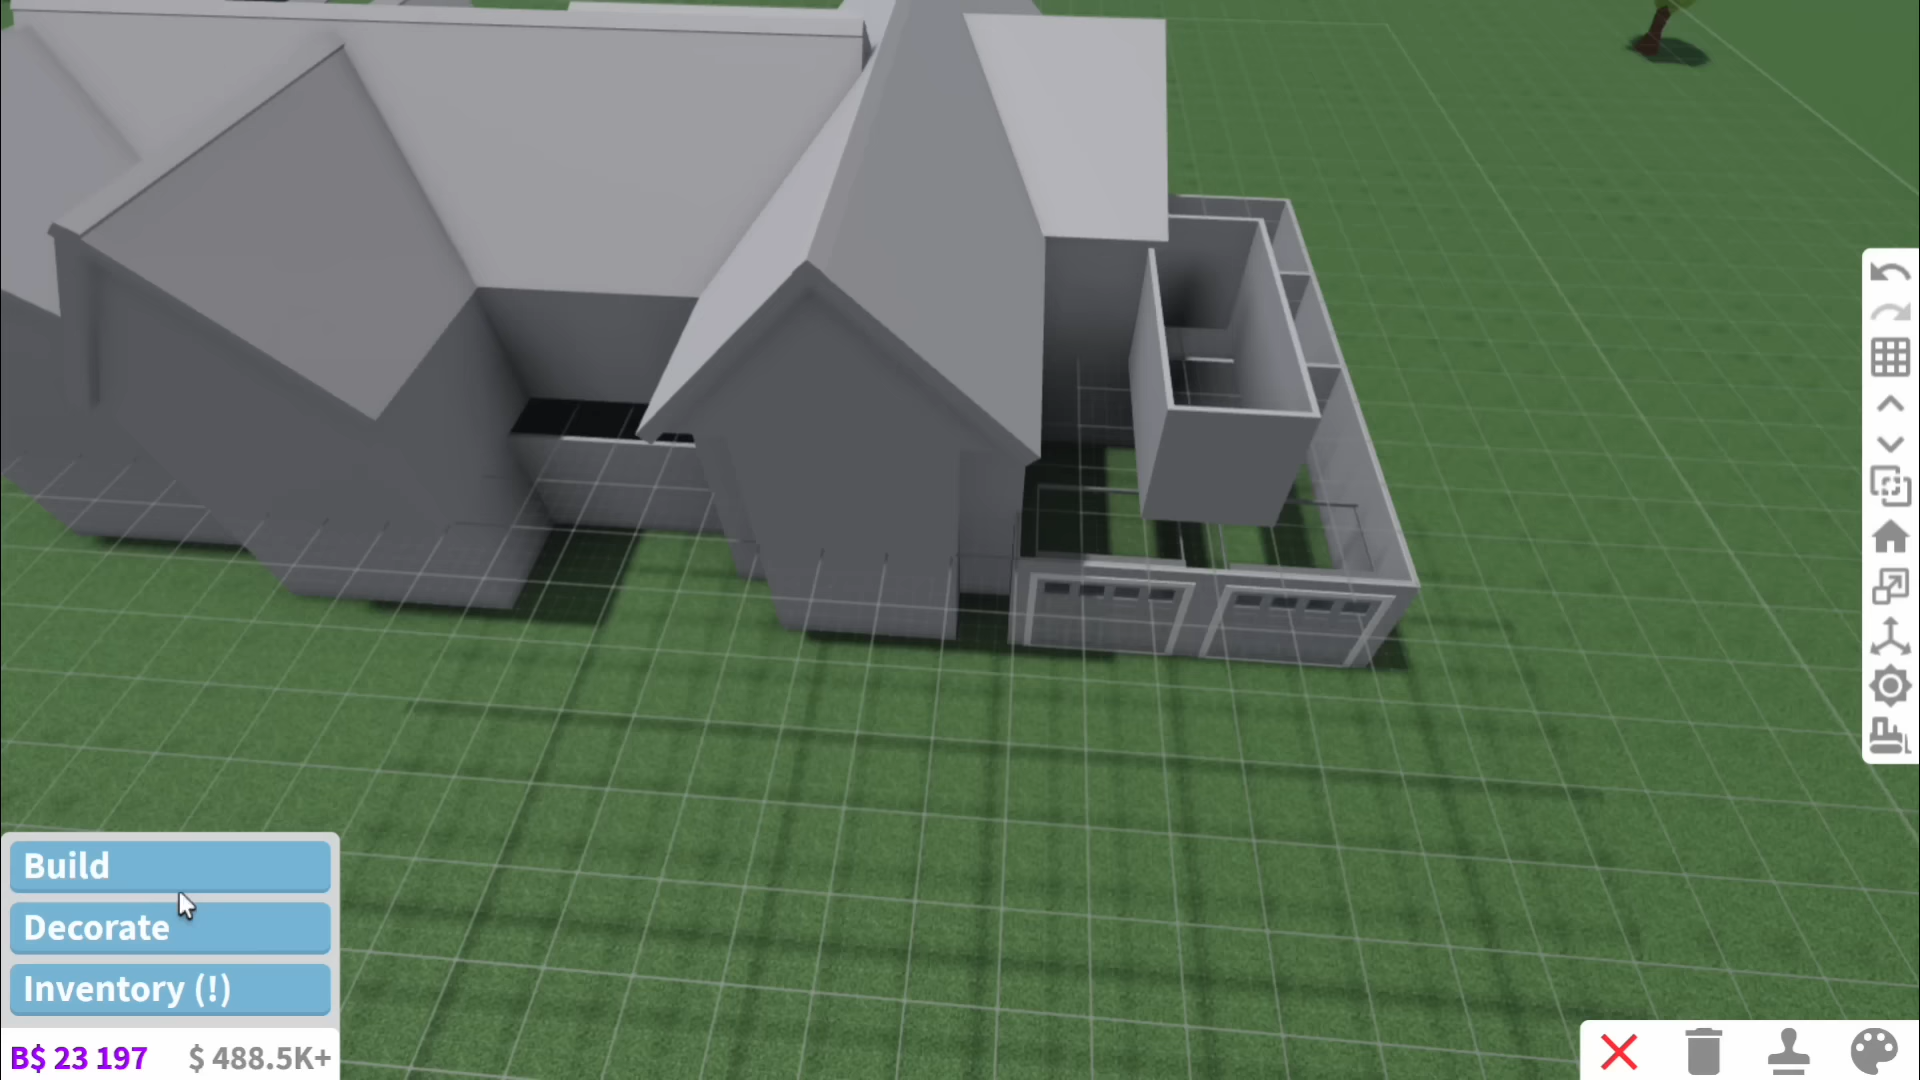 Build
Decorate
Inventory (!)
B$ 23 197 $ 488.5K+